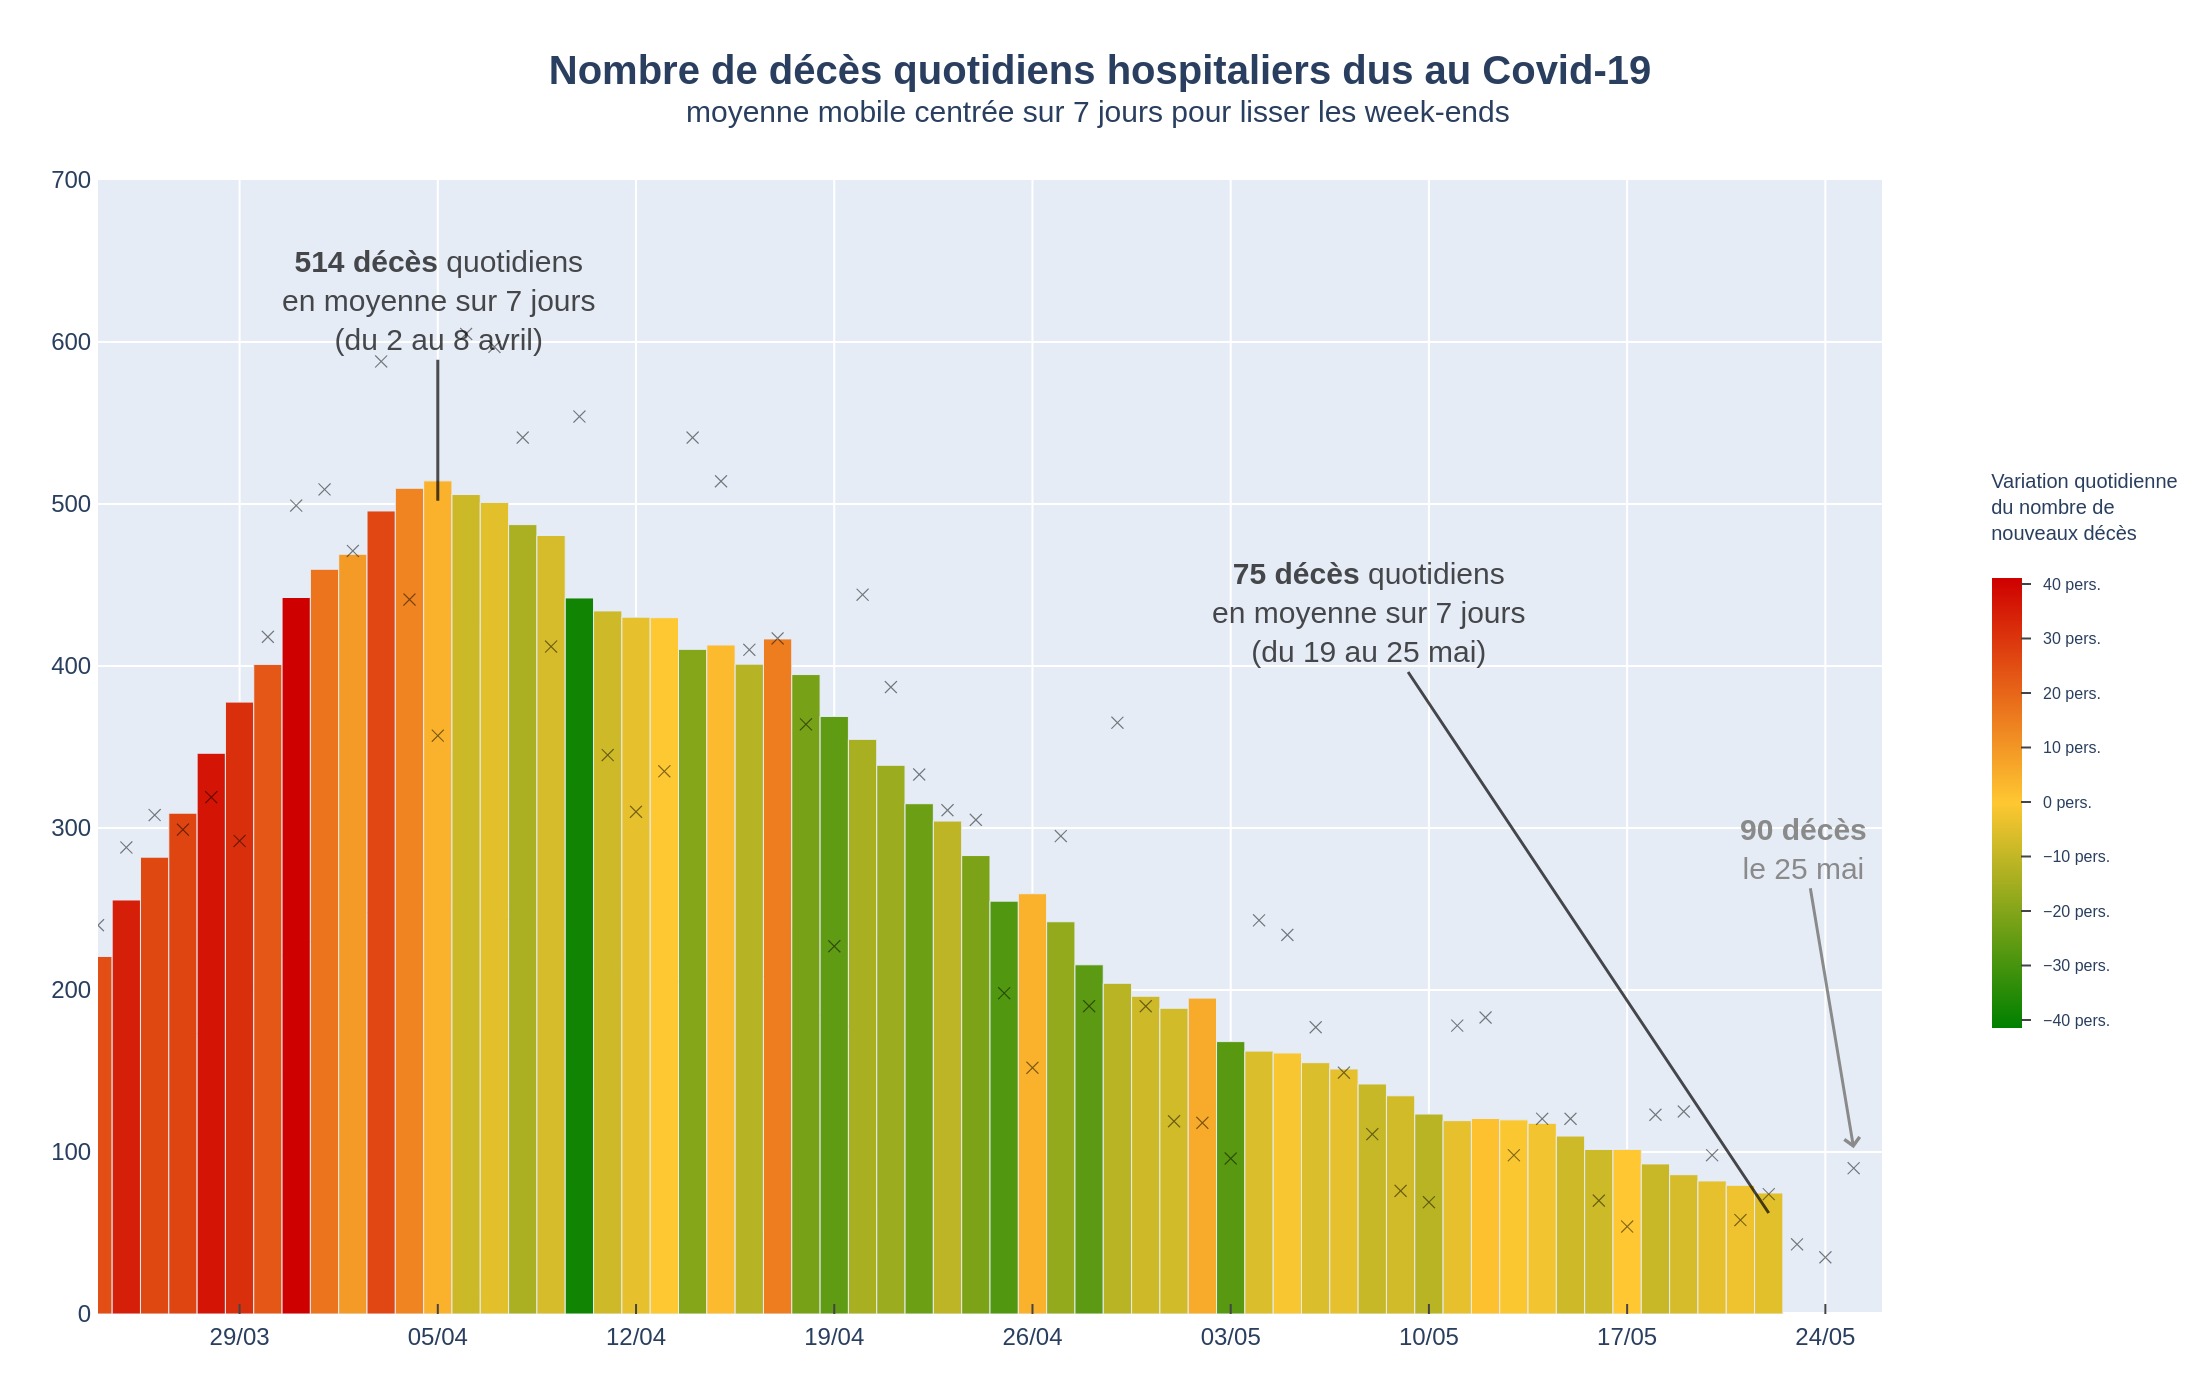 Nombre de décès quotidiens hospitaliers dus au Covid-19
moyenne mobile centrée sur 7 jours pour lisser les week-ends
700
600
500
400
300
200
100
0
514 décès quotidiens
en moyenne sur 7 jours
(du 2 au 8 avril)
75 décès quotidiens
en moyenne sur 7 jours
(du 19 au 25 mai)
90 décès
le 25 mai
29/03
05/04
12/04
19/04
26/04
03/05
10/05
17/05
24/05
Variation quotidienne
du nombre de
nouveaux décès
40 pers.
30 pers.
20 pers.
10 pers.
0 pers.
−10 pers.
−20 pers.
−30 pers.
−40 pers.